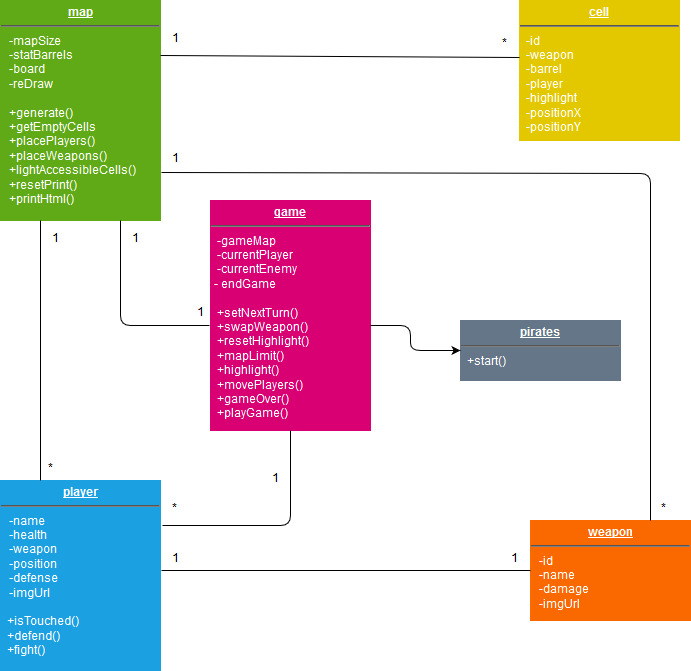 map
-mapSize
-statBarrels
-board
-reDraw
+generate()
+getEmptyCells
+placePlayers()
+placeWeapons()
+lightAccessibleCells()
+resetPrint()
+printHtml()
1
*
cell
-id
-weapon
-barrel
-player
-highlight
-positionX
-positionY
1
1
1
1
game
-gameMap
-currentPlayer
-currentEnemy
- endGame
+setNextTurn()
+swapWeapon()
+resetHighlight()
+mapLimit()
+highlight()
+movePlayers()
+gameOver()
+playGame()
pirates
+start()
*
1
*
*
player
-name
-health
-weapon
-position
-defense
-imgUrl
+isTouched()
+defend()
+fight()
1
1
weapon
-id
-name
-damage
-imgUrl